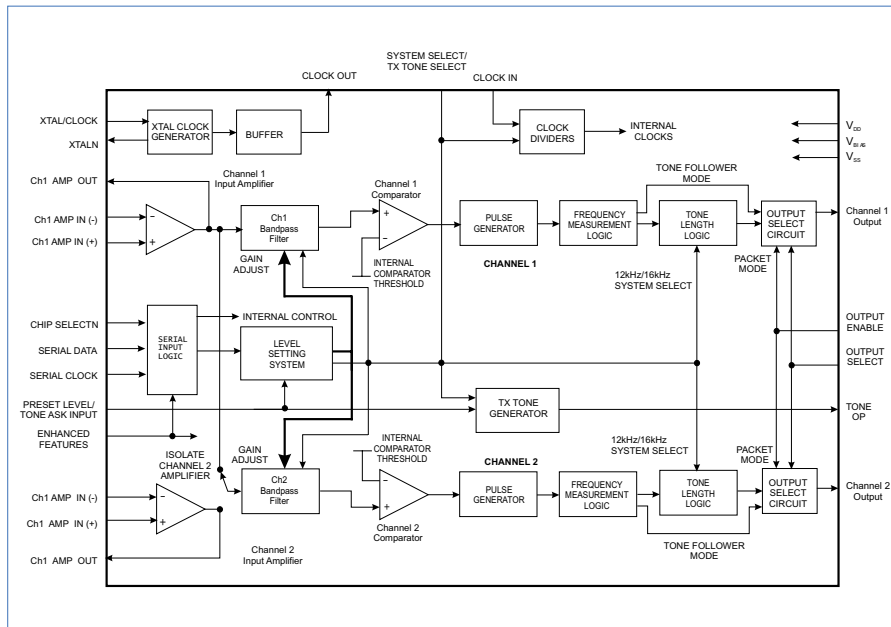 SYSTEM SELECT/
TX TONE SELECT
CLOCK OUT
CLOCK IN
XTAL/CLOCK
XTALN
XTAL CLOCK
GENERATOR
BUFFER
CLOCK
DIVIDERS
INTERNAL
CLOCKS
VDD
VBIAS
VSS
Ch1 AMP OUT
Channel 1
Input Amplifier
Channel 1
Comparator
TONE FOLLOWER
MODE
Ch1 AMP IN (-)
Ch1 AMP IN (+)
−
+
Ch1
Bandpass
Filter
+
−
PULSE
GENERATOR
FREQUENCY
MEASUREMENT
LOGIC
TONE
LENGTH
LOGIC
OUTPUT
SELECT
CIRCUIT
Channel 1
Output
GAIN
ADJUST
INTERNAL
COMPARATOR
THRESHOLD
CHANNEL 1
12kHz/16kHz
SYSTEM SELECT
PACKET
MODE
CHIP SELECTN
SERIAL DATA
SERIAL CLOCK
SERIAL
INPUT
LOGIC
INTERNAL CONTROL
LEVEL
SETTING
SYSTEM
OUTPUT
ENABLE
OUTPUT
SELECT
PRESET LEVEL/
TONE ASK INPUT
TX TONE
GENERATOR
TONE
OP
ENHANCED
FEATURES
ISOLATE
CHANNEL 2
AMPLIFIER
GAIN
ADJUST
INTERNAL
COMPARATOR
THRESHOLD
CHANNEL 2
12kHz/16kHz
SYSTEM SELECT
PACKET
MODE
Ch1 AMP IN (-)
Ch1 AMP IN (+)
−
+
Ch2
Bandpass
Filter
−
+
PULSE
GENERATOR
FREQUENCY
MEASUREMENT
LOGIC
TONE
LENGTH
LOGIC
OUTPUT
SELECT
CIRCUIT
Channel 2
Output
Channel 2
Comparator
Ch1 AMP OUT
Channel 2
Input Amplifier
TONE FOLLOWER
MODE